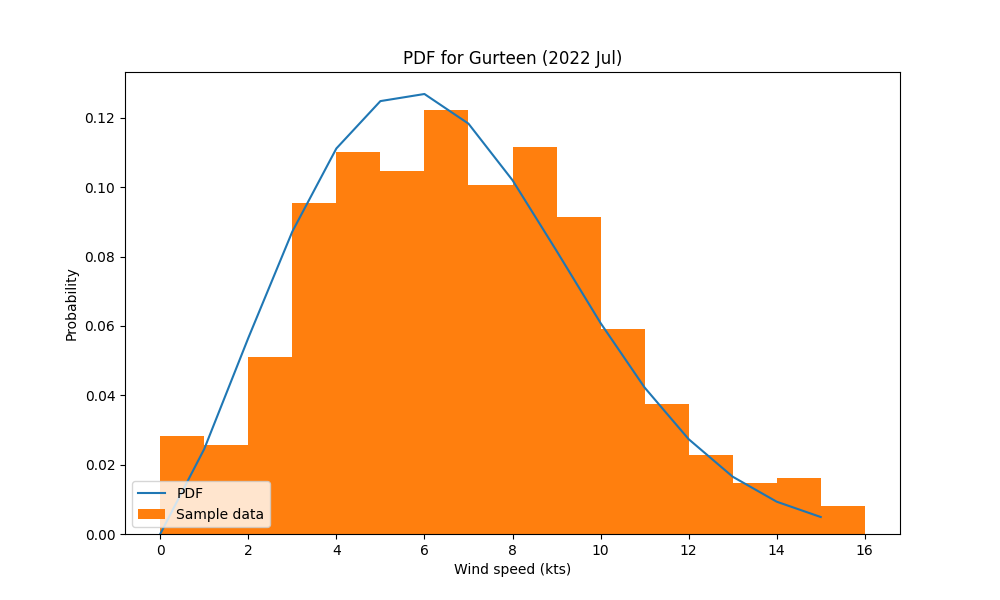 PDF for Gurteen (2022 Jul)
0.12
0.10
0.08
0.06
0.04
0.02
0.00
Probability
PDF
Sample data
0 2 4 6 8 10 12 14 16
Wind speed (kts)